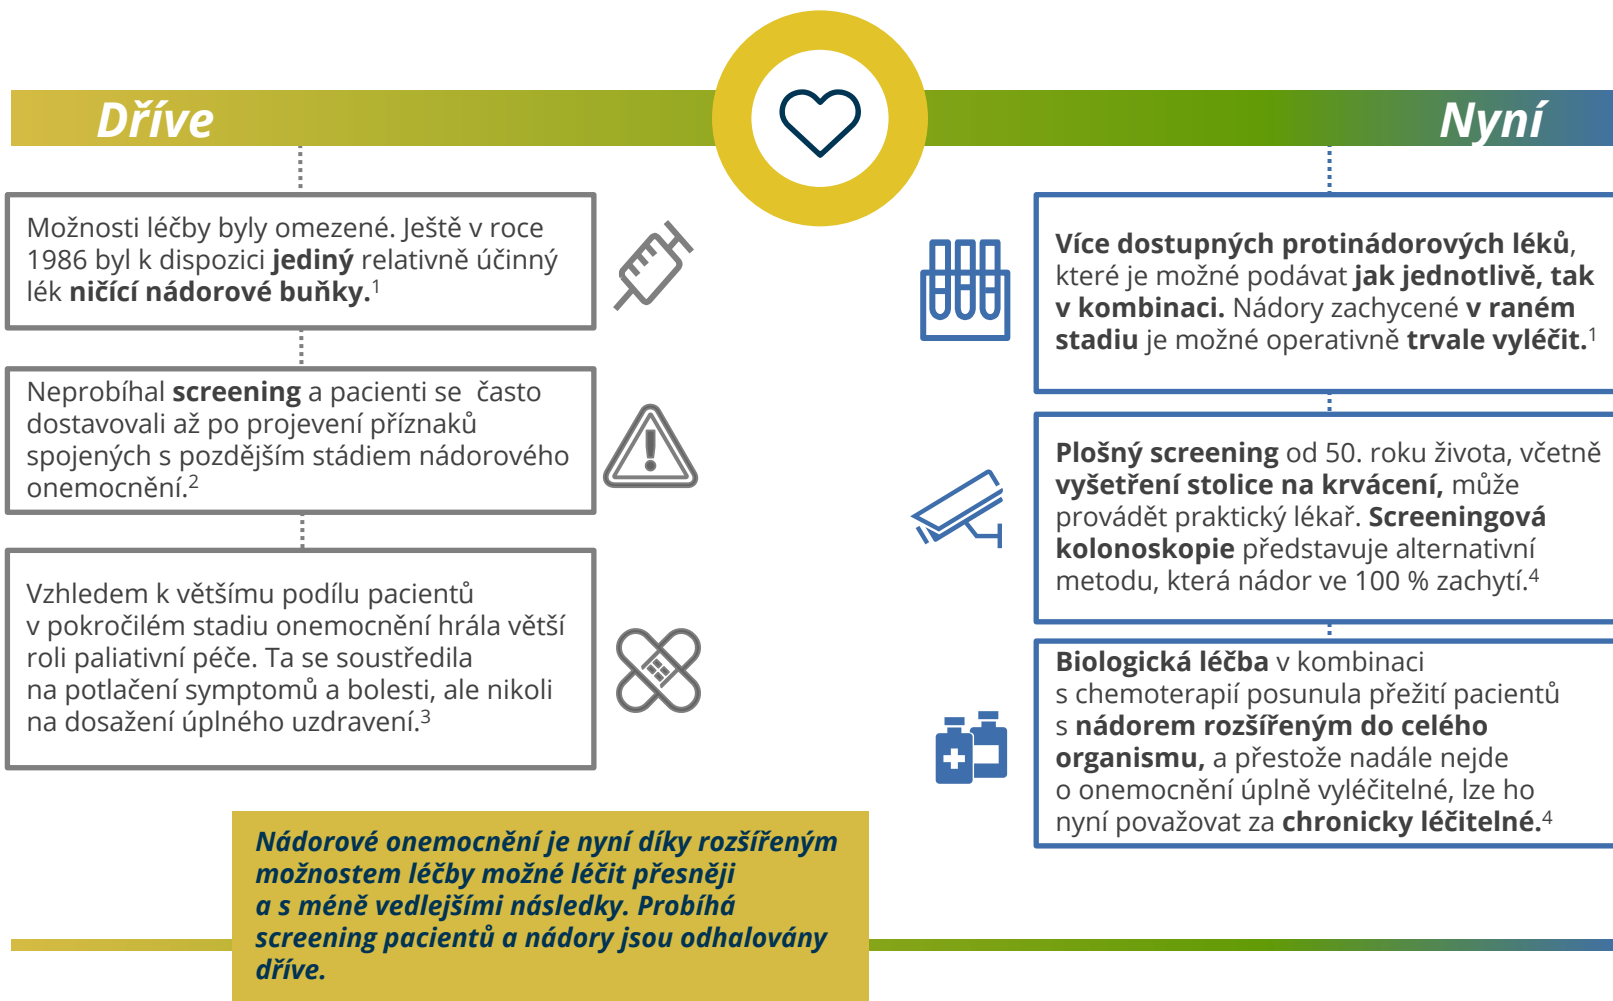 Dříve
Nyní
Možnosti léčby byly omezené. Ještě v roce
1986 byl k dispozici jediný relativně účinný
lék ničící nádorové buňky.¹
Neprobíhal screening a pacienti se  často
dostavovali až po projevení příznaků
spojených s pozdějším stádiem nádorového
onemocnění.²
Vzhledem k většímu podílu pacientů
v pokročilém stadiu onemocnění hrála větší
roli paliativní péče. Ta se soustředila
na potlačení symptomů a bolesti, ale nikoli
na dosažení úplného uzdravení.³
Více dostupných protinádorových léků,
které je možné podávat jak jednotlivě, tak
v kombinaci. Nádory zachycené v raném
stadiu je možné operativně trvale vyléčit.¹
Plošný screening od 50. roku života, včetně
vyšetření stolice na krvácení, může
provádět praktický lékař. Screeningová
kolonoskopie představuje alternativní
metodu, která nádor ve 100 % zachytí.⁴
Biologická léčba v kombinaci
s chemoterapií posunula přežití pacientů
s nádorem rozšířeným do celého
organismu, a přestože nadále nejde
o onemocnění úplně vyléčitelné, lze ho
nyní považovat za chronicky léčitelné.⁴
Nádorové onemocnění je nyní díky rozšířeným
možnostem léčby možné léčit přesněji
a s méně vedlejšími následky. Probíhá
screening pacientů a nádory jsou odhalovány
dříve.